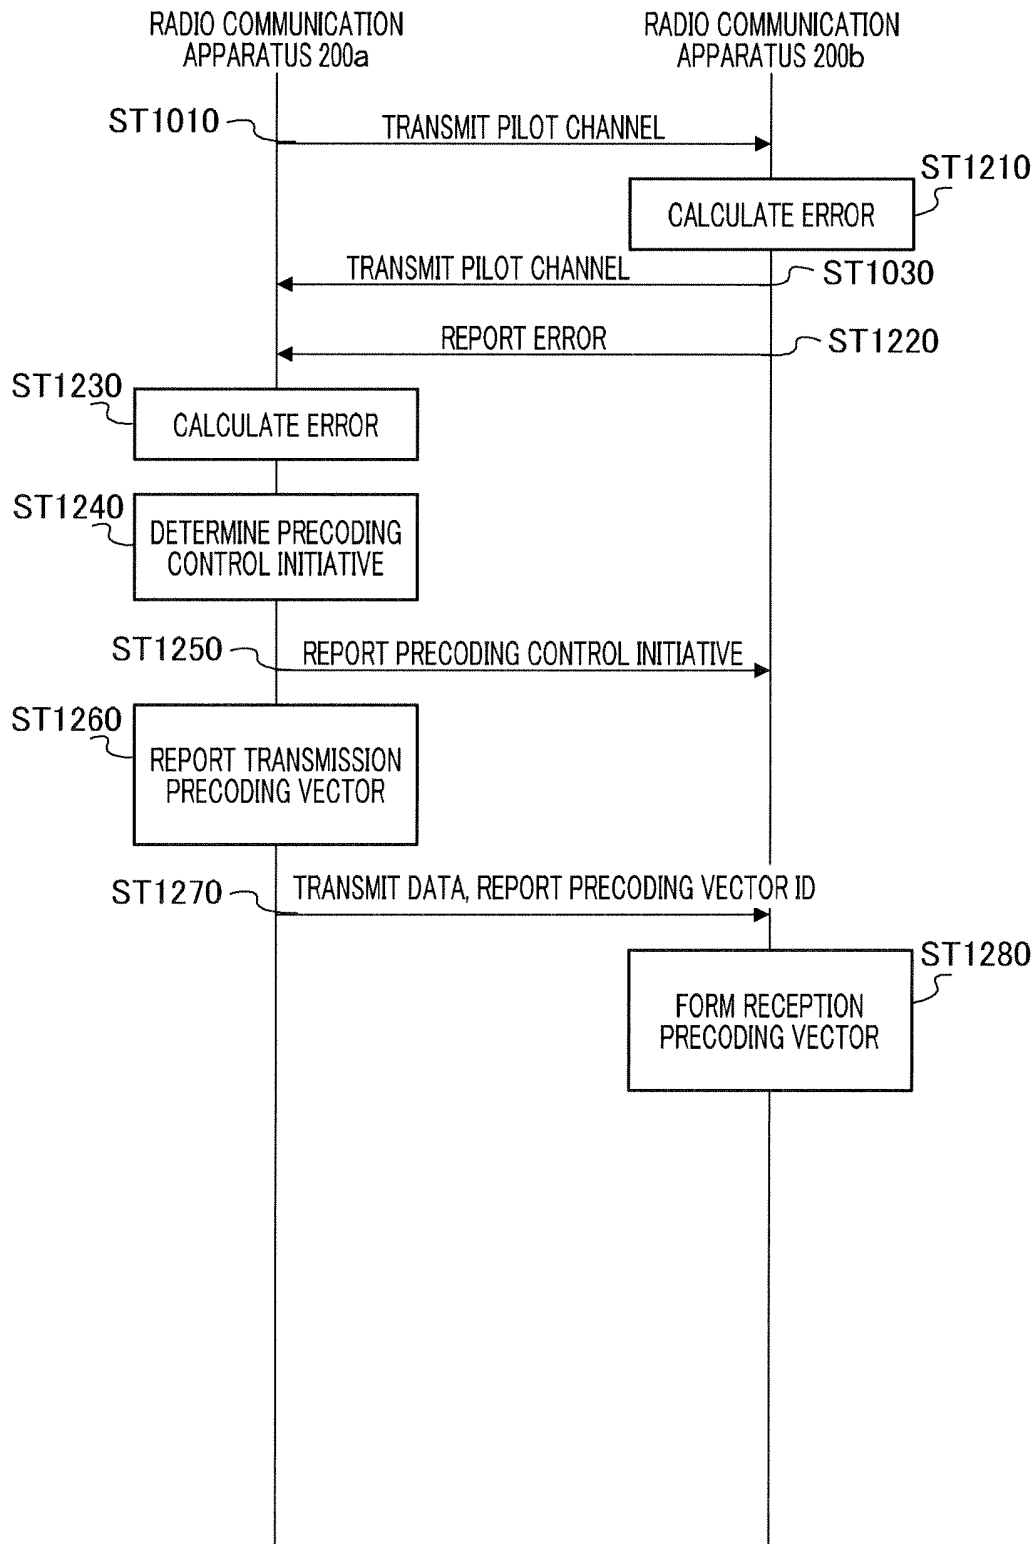 RADIO COMMUNICATION
APPARATUS 200a
RADIO COMMUNICATION
APPARATUS 200b
ST1010
TRANSMIT PILOT CHANNEL
ST1210
CALCULATE ERROR
TRANSMIT PILOT CHANNEL
ST1030
REPORT ERROR
ST1220
ST1230
CALCULATE ERROR
ST1240
DETERMINE PRECODING
CONTROL INITIATIVE
ST1250
REPORT PRECODING CONTROL INITIATIVE
ST1260
REPORT TRANSMISSION
PRECODING VECTOR
ST1270
TRANSMIT DATA, REPORT PRECODING VECTOR ID
ST1280
FORM RECEPTION
PRECODING VECTOR